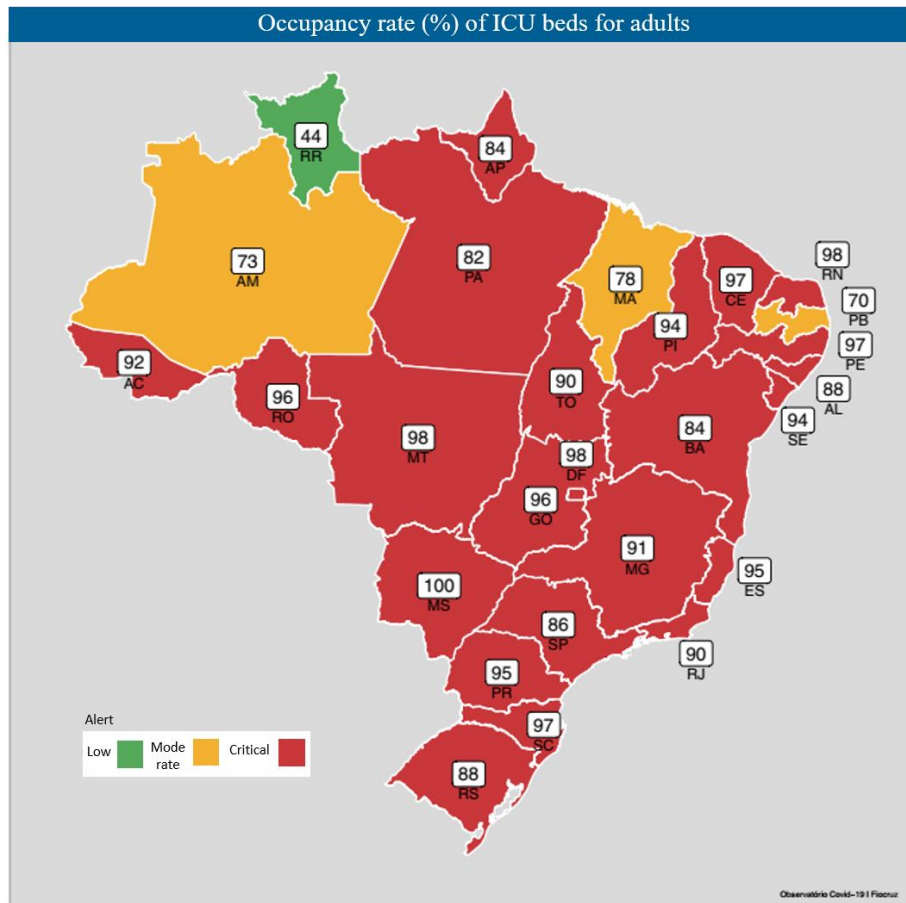 Occupancy rate (%) of ICU beds for adults
44
RR
84
AP
73
AM
82
PA
78
MA
97
CE
98
RN
70
PB
94
PI
97
PE
92
AC
96
RO
90
TO
88
AL
94
SE
98
MT
98
DF
84
BA
96
GO
91
MG
95
ES
100
MS
86
SP
90
RJ
95
PR
97
SC
88
RS
Alert
Low
Mode
rate
Critical
Observatório Covid-19 | Fiocruz